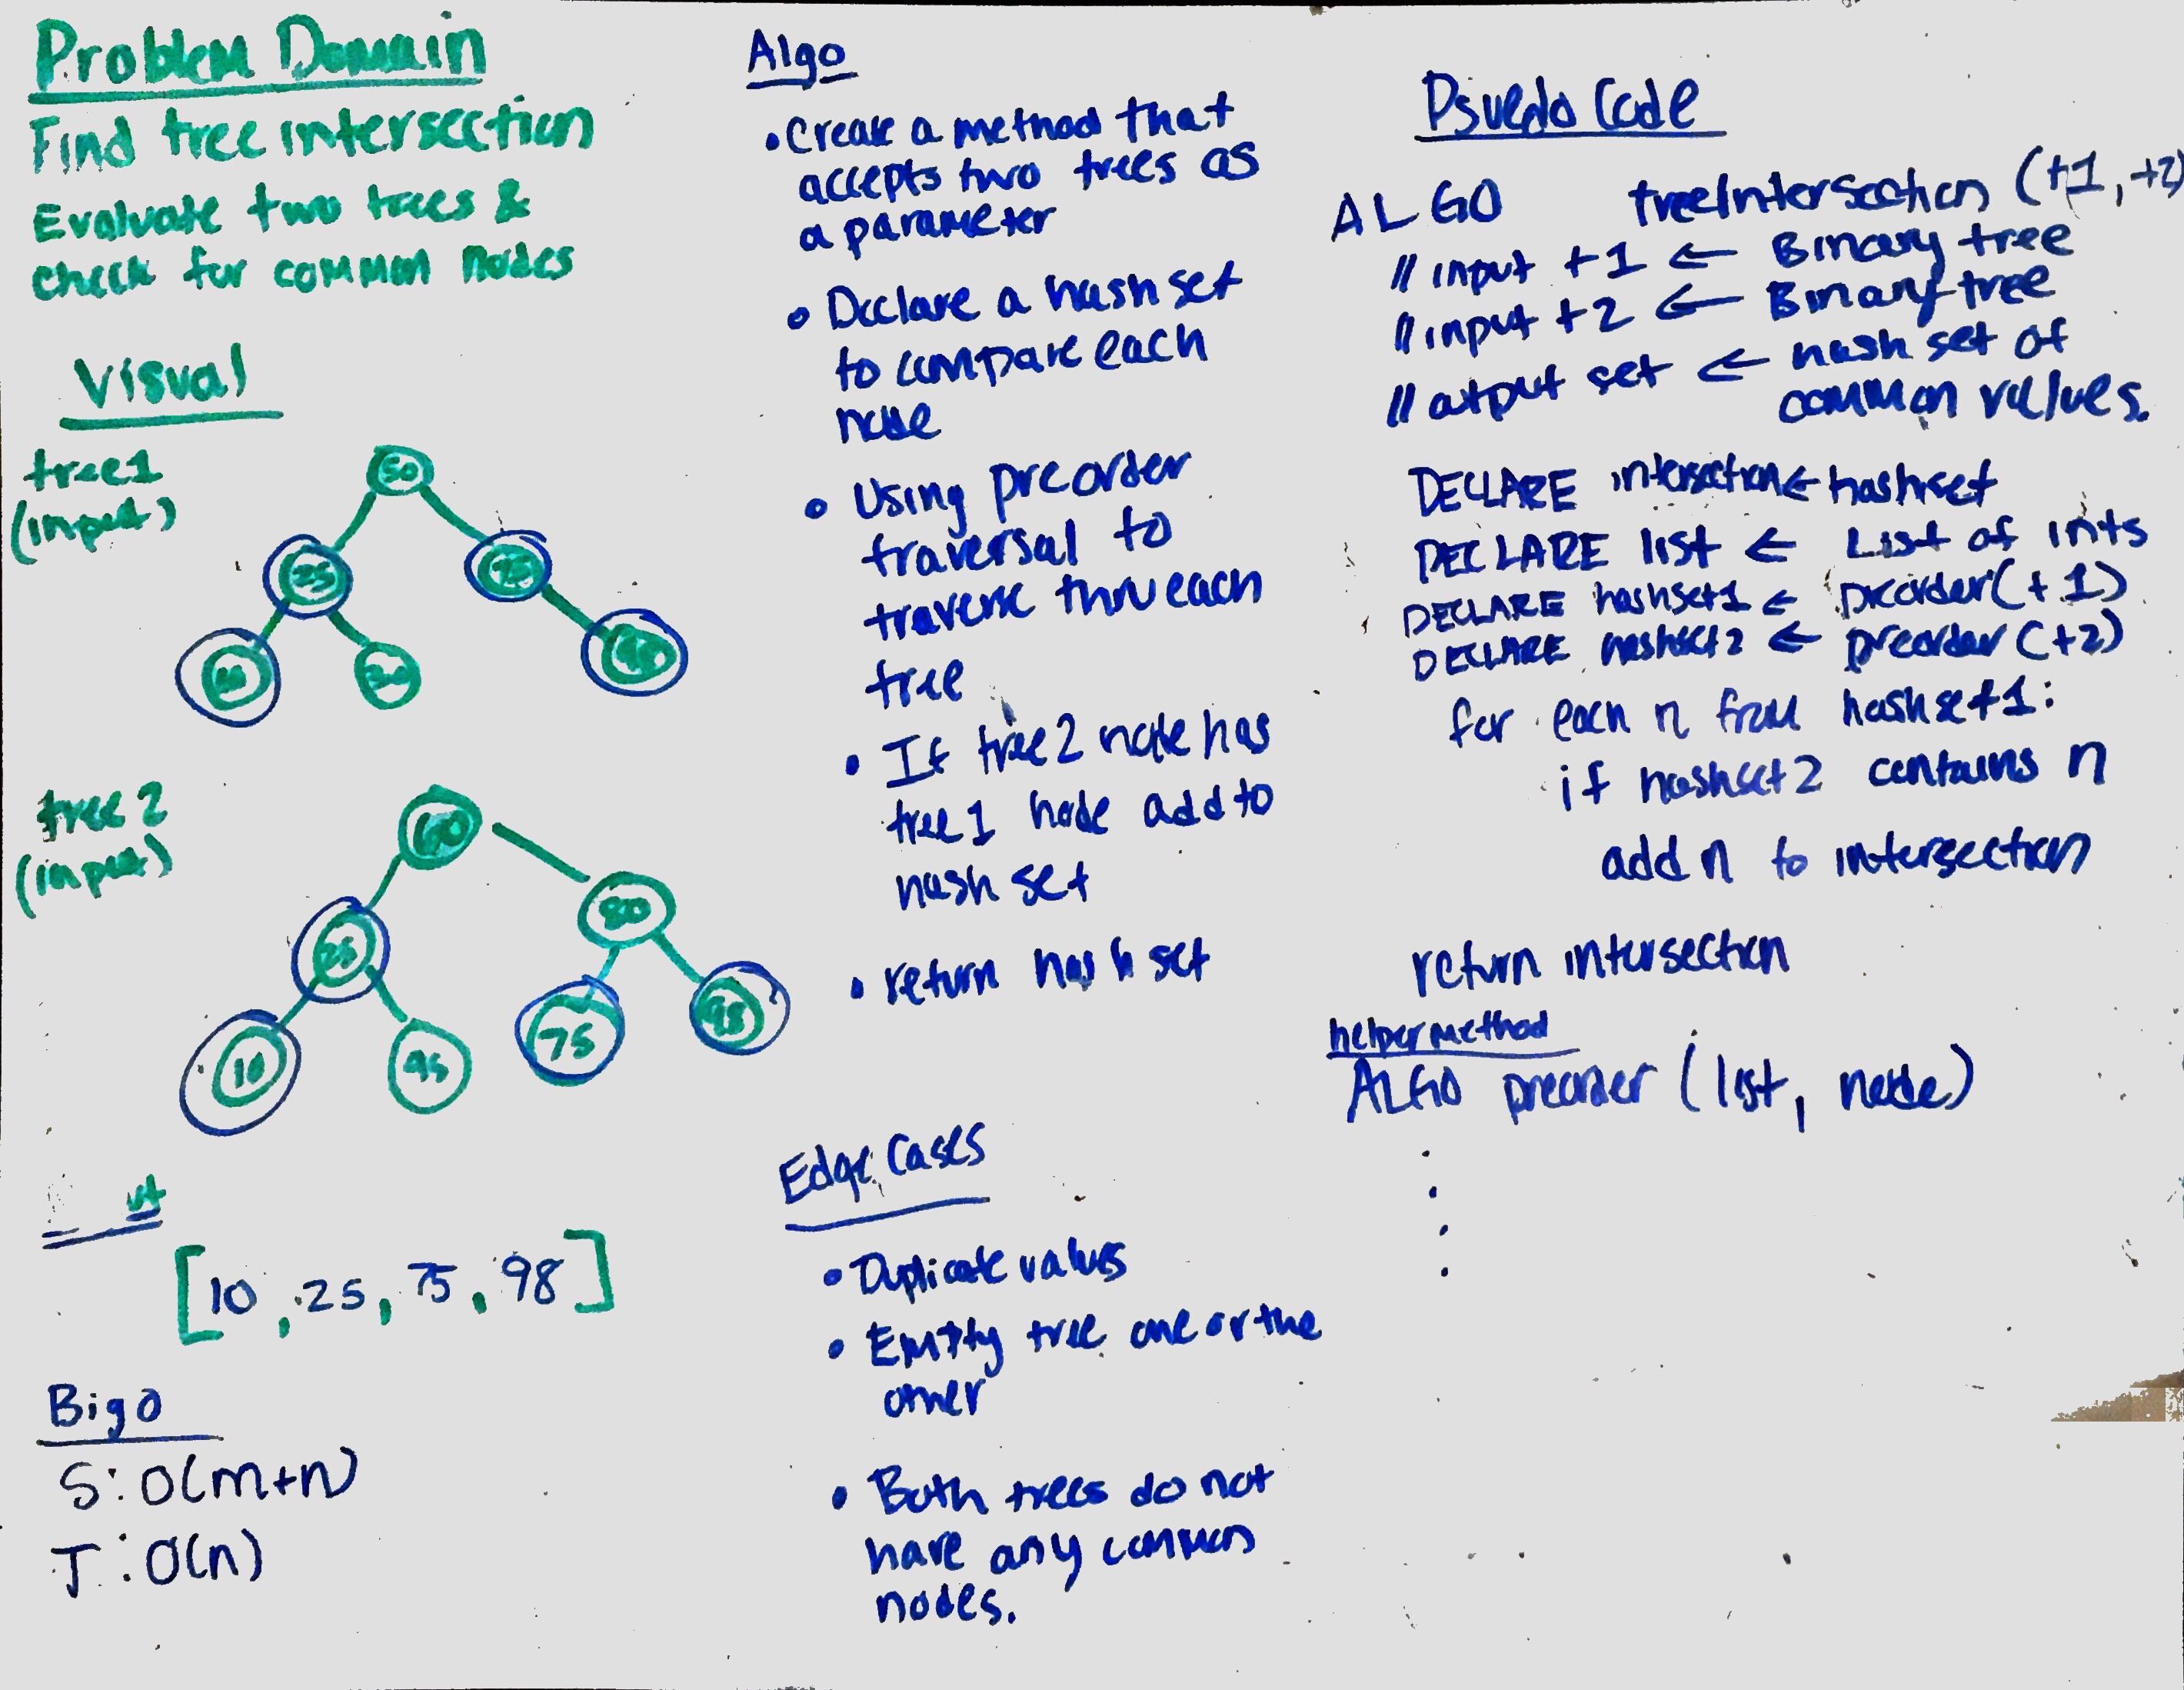 Problem Domain
Find tree intersection
Evaluate two trees &
check for common nodes
Visual
tree1
(input)
50
25
75
30
tree 2
(input)
60
25
80
10
45
75
98
[10, 25, 75, 98]
Big O
S: O(m+n)
T: O(n)
Algo
• Create a method that
accepts two trees as
a parameter
• Declare a hash set
to compare each
node
• Using preorder
traversal to
traverse thru each
tree
• If tree2 node has
tree1 node add to
hash set
• return hash set
Edge Cases
• Duplicate values
• Empty tree one or the
other
• Both trees do not
have any common
nodes.
Psuedo Code
ALGO treeIntersection (t1, t2)
// input t1 ← Binary tree
// input t2 ← Binary tree
// output set ← hash set of
common values.
DECLARE intersection ← hashset
DECLARE list ← List of ints
DECLARE hashset1 ← preorder(t1)
DECLARE hashset2 ← preorder(t2)
for each n from hashset1:
if hashset2 contains n
add n to intersection
return intersection
helper method
ALGO preorder (list, node)